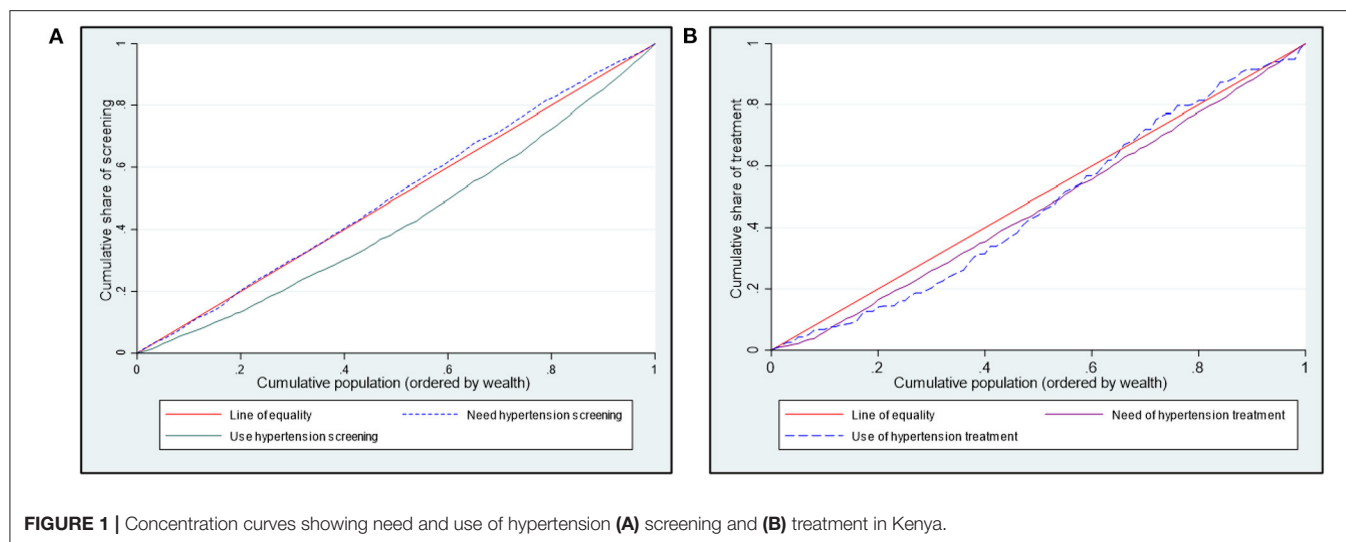 A
Cumulative share of screening
1
.8
.6
.4
.2
0
0 .2 .4 .6 .8 1
Cumulative population (ordered by wealth)
Line of equality Need hypertension screening
Use hypertension screening
B
Cumulative share of treatment
1
.8
.6
.4
.2
0
0 .2 .4 .6 .8 1
Cumulative population (ordered by wealth)
Line of equality Need of hypertension treatment
Use of hypertension treatment
FIGURE 1 | Concentration curves showing need and use of hypertension (A) screening and (B) treatment in Kenya.